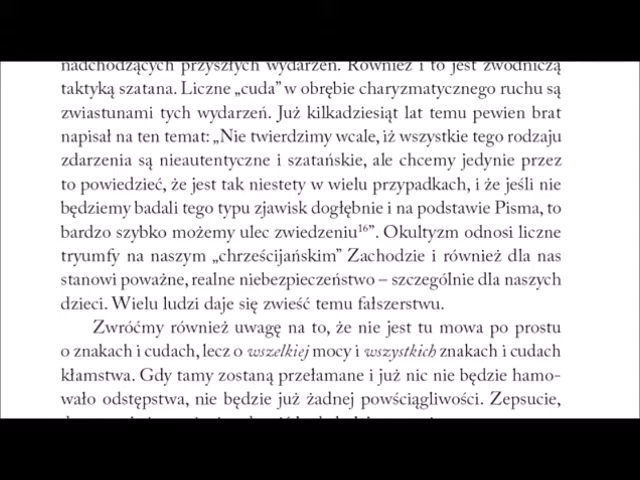 nadchodzących przyszłych wydarzeń. Również i to jest zwodniczą
taktyką szatana. Liczne „cuda” w obrębie charyzmatycznego ruchu są
zwiastunami tych wydarzeń. Już kilkadziesiąt lat temu pewien brat
napisał na ten temat: „Nie twierdzimy wcale, iż wszystkie tego rodzaju
zdarzenia są nieautentyczne i szatańskie, ale chcemy jedynie przez
to powiedzieć, że jest tak niestety w wielu przypadkach, i że jeśli nie
będziemy badali tego typu zjawisk dogłębnie i na podstawie Pisma, to
bardzo szybko możemy ulec zwiedzeniu¹⁶”. Okultyzm odnosi liczne
tryumfy na naszym „chrześcijańskim” Zachodzie i również dla nas
stanowi poważne, realne niebezpieczeństwo – szczególnie dla naszych
dzieci. Wielu ludzi daje się zwieść temu fałszerstwu.
Zwróćmy również uwagę na to, że nie jest tu mowa po prostu
o znakach i cudach, lecz o wszelkiej mocy i wszystkich znakach i cudach
kłamstwa. Gdy tamy zostaną przełamane i już nic nie będzie hamo-
wało odstępstwa, nie będzie już żadnej powściągliwości. Zepsucie,